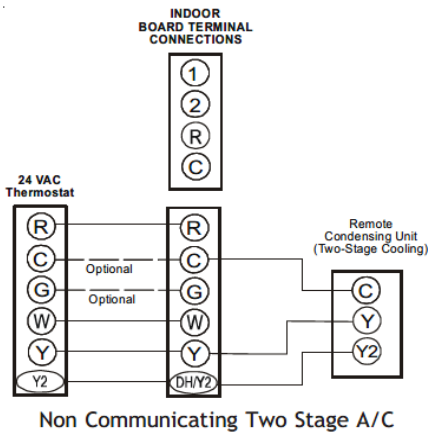 INDOOR
BOARD TERMINAL
CONNECTIONS
1
2
R
C
24 VAC
Thermostat
R
C
G
W
Y
Y2
Optional
Optional
R
C
G
W
Y
DH/Y2
Remote
Condensing Unit
(Two-Stage Cooling)
C
Y
Y2
Non Communicating Two Stage A/C